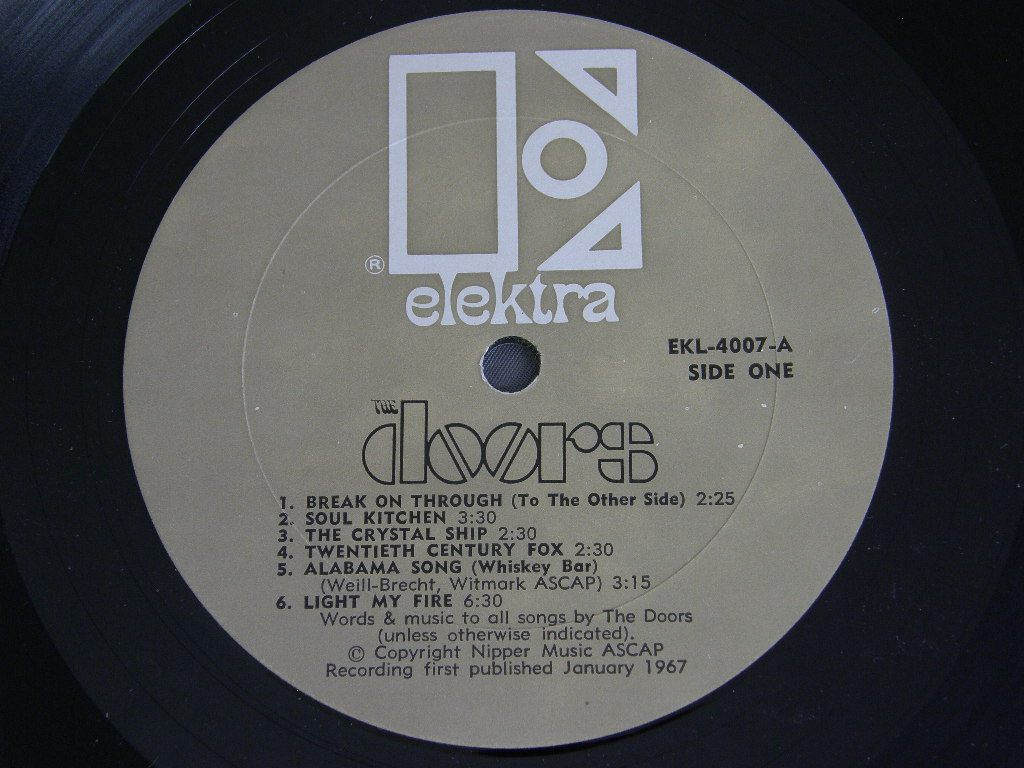 ®
elektra
EKL-4007-A
SIDE ONE
THE
doors
1. BREAK ON THROUGH (To The Other Side) 2:25
2. SOUL KITCHEN 3:30
3. THE CRYSTAL SHIP 2:30
4. TWENTIETH CENTURY FOX 2:30
5. ALABAMA SONG (Whiskey Bar)
(Weill-Brecht, Witmark ASCAP) 3:15
6. LIGHT MY FIRE 6:30
Words & music to all songs by The Doors
(unless otherwise indicated).
© Copyright Nipper Music ASCAP
Recording first published January 1967